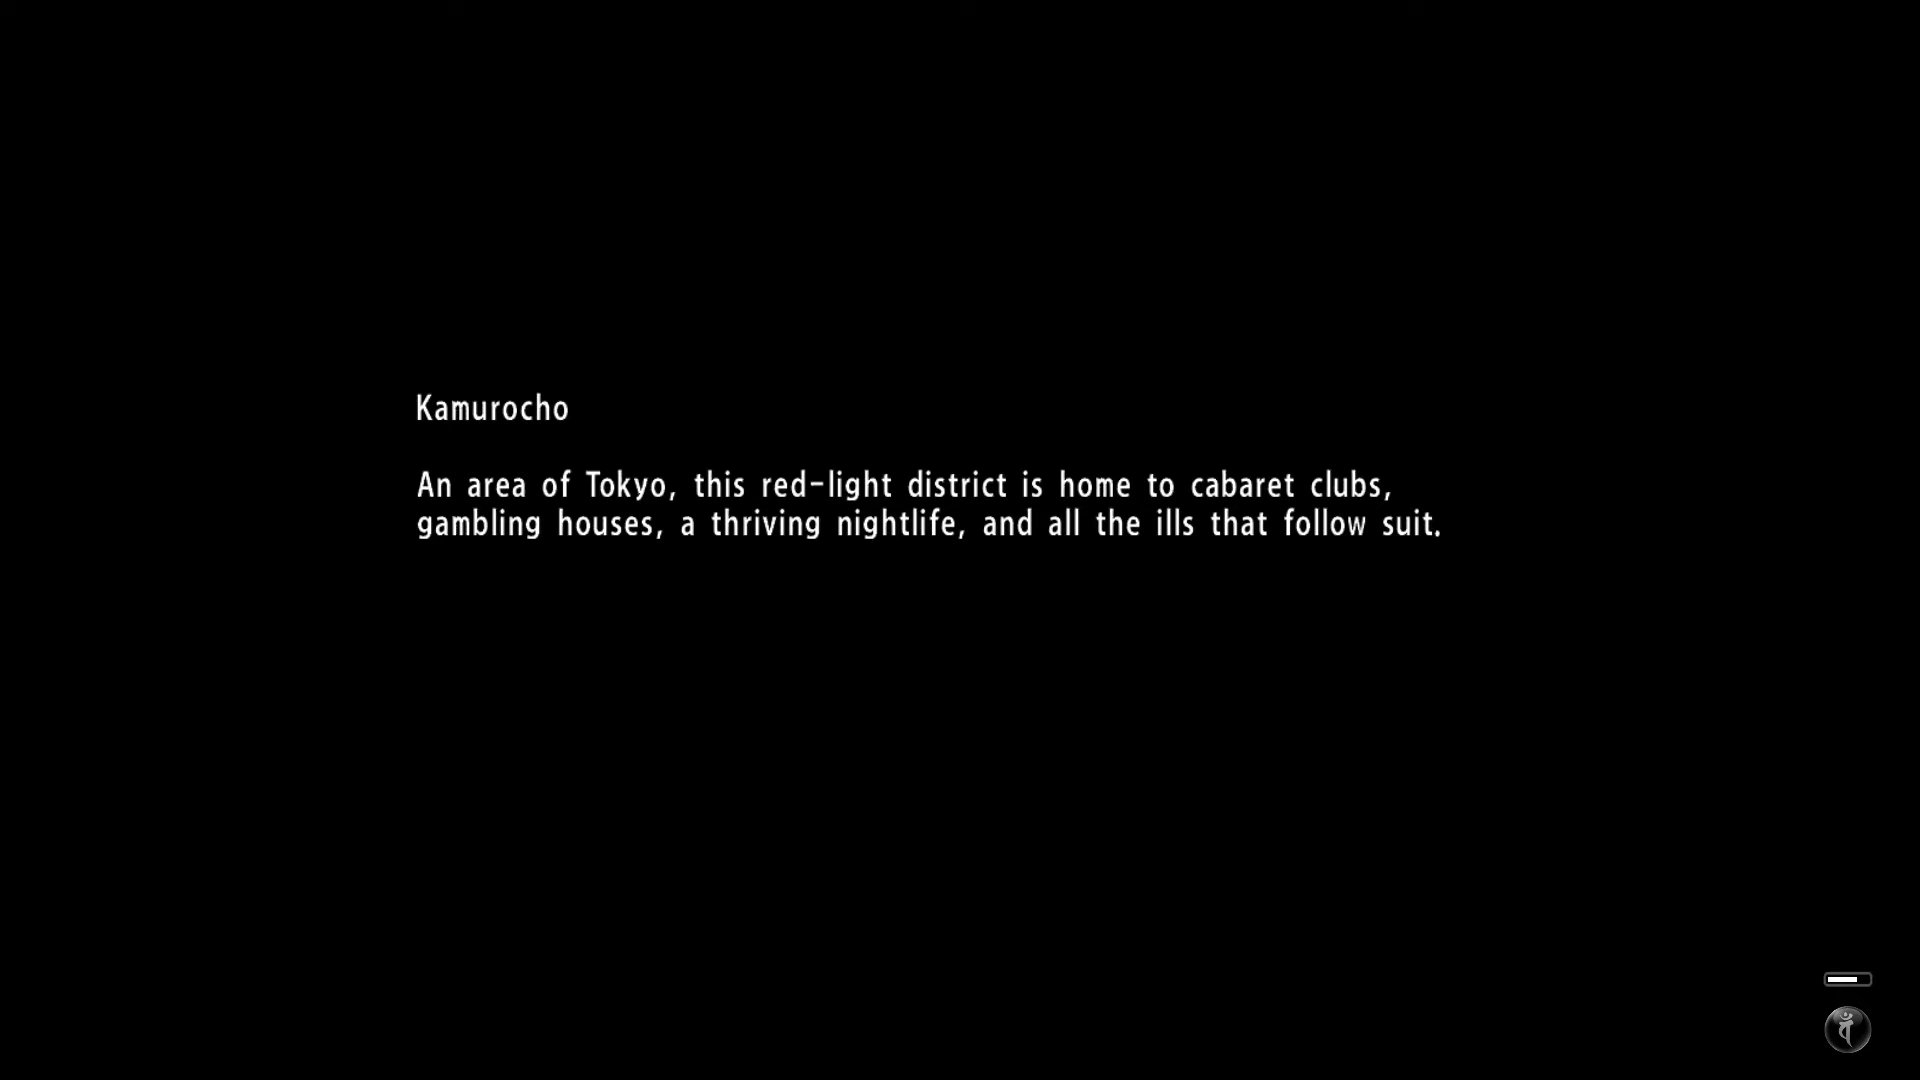 Kamurocho
An area of Tokyo, this red-light district is home to cabaret clubs,
gambling houses, a thriving nightlife, and all the ills that follow suit.